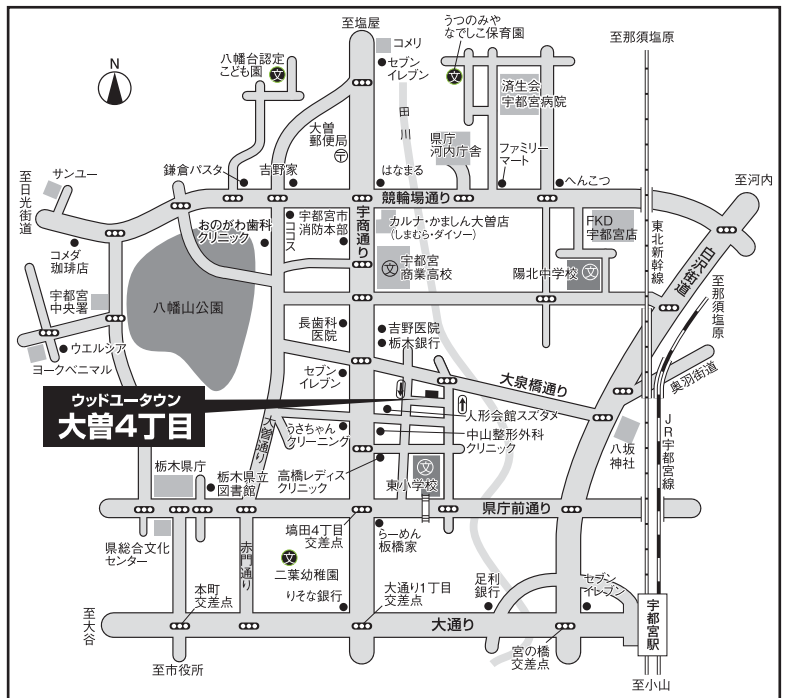 至塩屋
コメリ
セブン
イレブン
うつのみや
なでしこ保育園
文
至那須塩原
八幡台認定
こども園
文
N
済生会
宇都宮病院
田川
大曽
郵便局
〒
県庁
河内庁舎
ファミリー
マート
鎌倉パスタ
吉野家
はなまる
へんこつ
至河内
サンユー
至日光街道
競輪場通り
おのがわ歯科
クリニック
ココス
宇都宮市
消防本部
宇商通り
カルナ・かましん大曽店
(しまむら・ダイソー)
FKD
宇都宮店
東北新幹線
白沢街道
コメダ
珈琲店
文
宇都宮
商業高校
陽北中学校
文
至那須塩原
宇都宮
中央署
八幡山公園
長歯科
医院
吉野医院
栃木銀行
ウエルシア
ヨークベニマル
セブン
イレブン
大泉橋通り
奥羽街道
ウッドユータウン
大曽4丁目
人形会館スズタメ
大曽通り
うさちゃん
クリーニング
中山整形外科
クリニック
八坂
神社
JR宇都宮線
栃木県庁
栃木県立
図書館
高橋レディス
クリニック
文
東小学校
県庁前通り
塙田4丁目
交差点
らーめん
板橋家
県総合文化
センター
赤門通り
文
二葉幼稚園
りそな銀行
本町
交差点
大通り1丁目
交差点
足利
銀行
セブン
イレブン
至大谷
大通り
宇都宮駅
宮の橋
交差点
至市役所
至小山